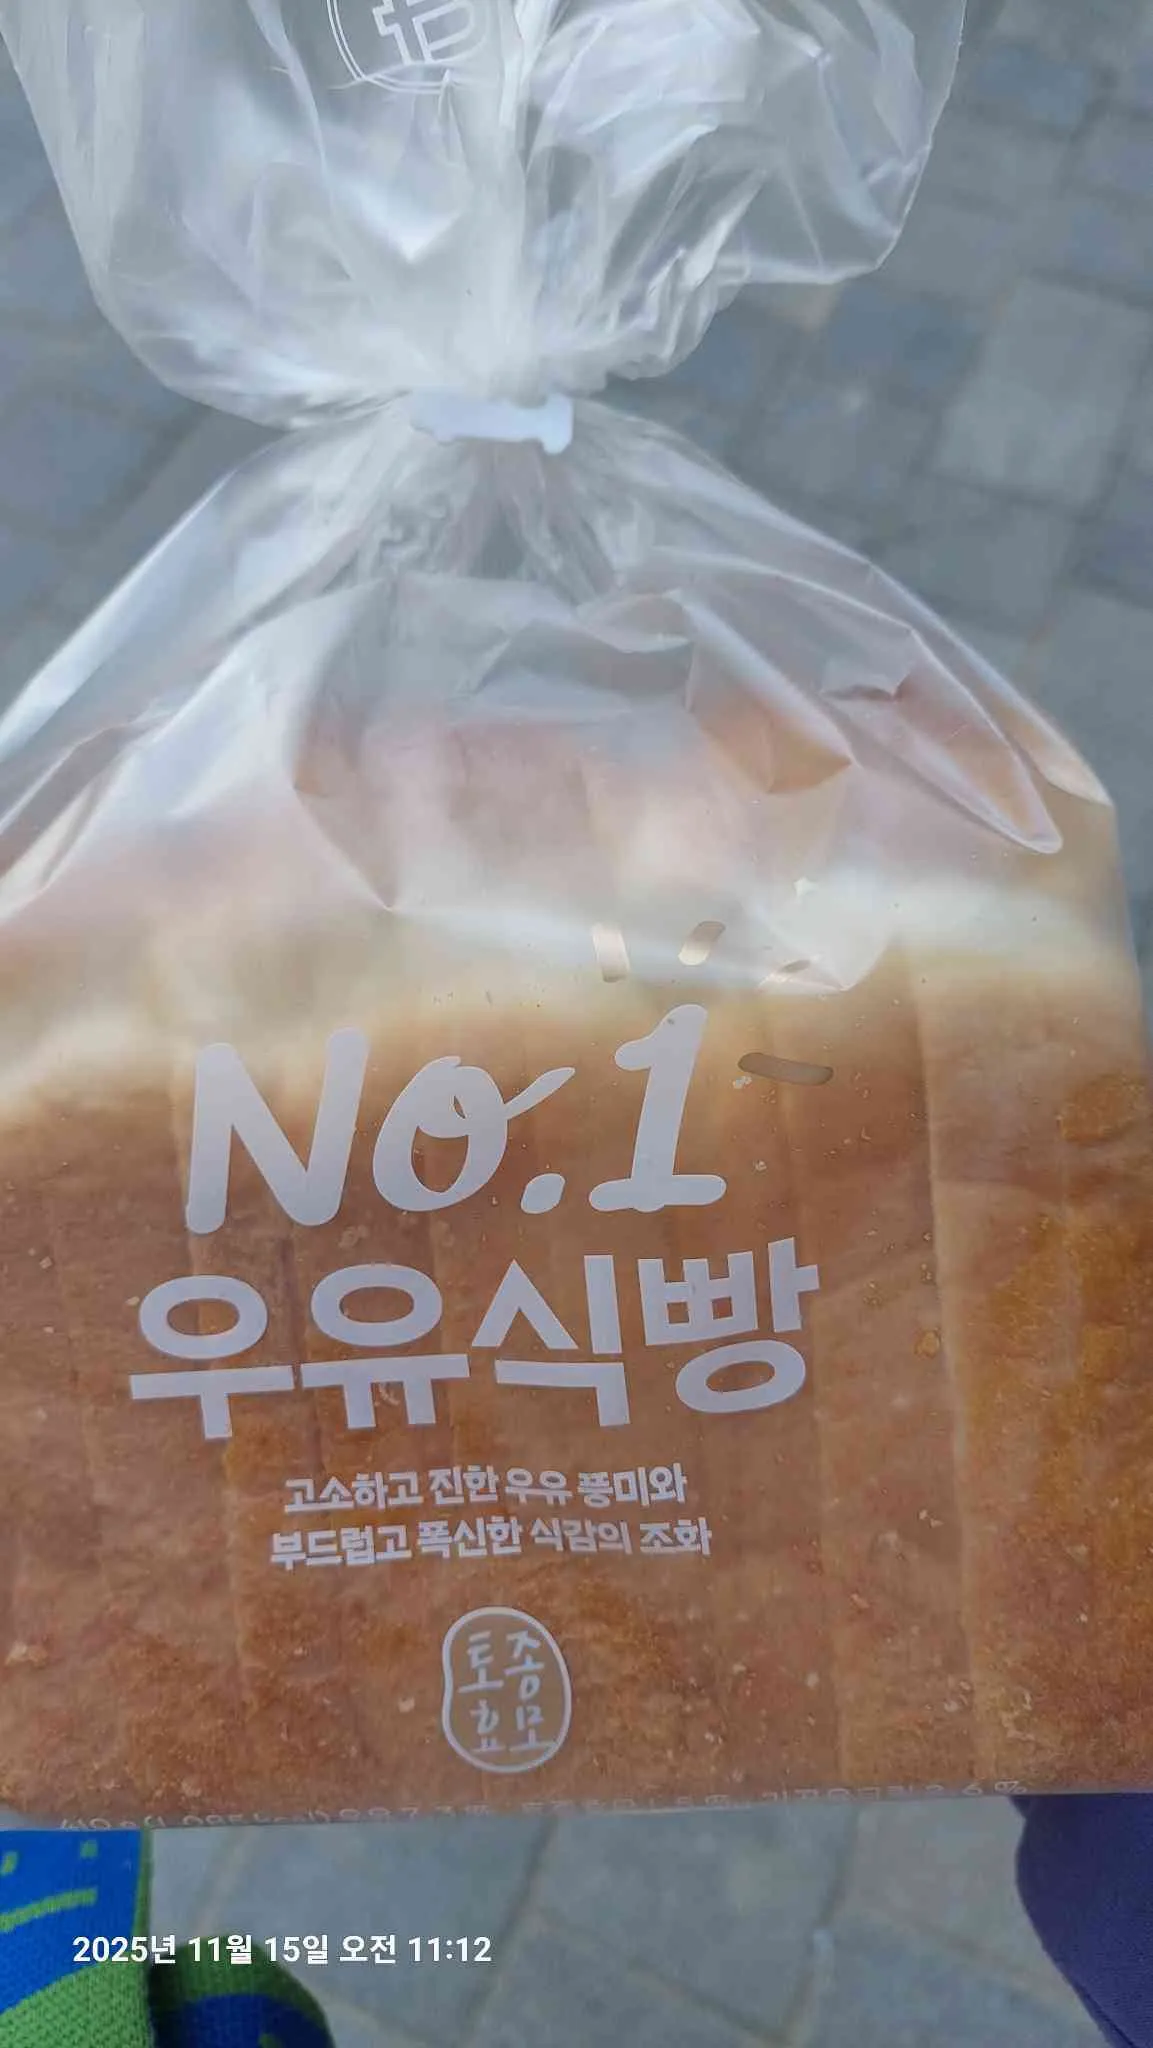 No.1
우유식빵
고소하고 진한 우유 풍미와
부드럽고 폭신한 식감의 조화
토종
효모
2025년 11월 15일 오전 11:12